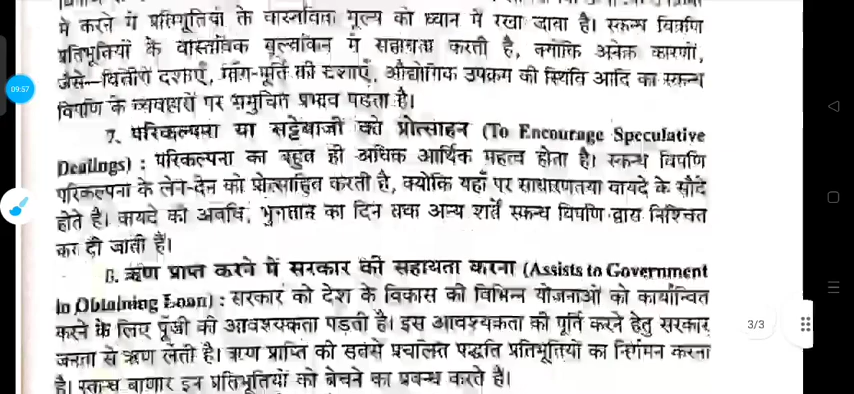 में करने में प्रतिभूतियों के वास्तविक मूल्य को ध्यान में रखा जाता है। स्कन्ध विपणि
प्रतिभूतियों के वास्तविक मूल्यांकन में सहायता करती है, क्योंकि अनेक कारणों,
जैसे—वित्तीय दशाएँ, माँग-पूर्ति की दशाएँ, औद्योगिक उपक्रम की स्थिति आदि का स्कन्ध
विपणि के व्यवहारों पर समुचित प्रभाव पड़ता है।
09:57
7. परिकल्पना या सट्टेबाजी को प्रोत्साहन (To Encourage Speculative
Dealings) : परिकल्पना का बहुत ही अधिक आर्थिक महत्व होता है। स्कन्ध विपणि
परिकल्पना के लेन-देन को प्रोत्साहित करती है, क्योंकि यहाँ पर साधारणतया वायदे के सौदे
होते है। वायदे की अवधि, भुगतान का दिन तथा अन्य शर्तें स्कन्ध विपणि द्वारा निश्चित
कर दी जाती हैं।
8. ऋण प्राप्त करने में सरकार की सहायता करना (Assists to Government
in Obtaining Loan) : सरकार को देश के विकास की विभिन्न योजनाओं को कार्यान्वित
करने के लिए पूँजी की आवश्यकता पड़ती है। इस आवश्यकता की पूर्ति करने हेतु सरकार
3/3
जनता से ऋण लेती है। ऋण प्राप्ति की सबसे प्रचलित पद्धति प्रतिभूतियों का निर्गमन करना
है। स्कन्ध बाजार इन प्रतिभूतियों को बेचने का प्रबन्ध करते हैं।